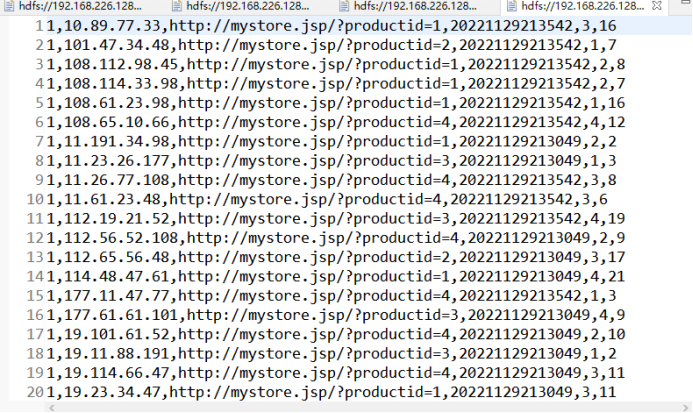 hdfs://192.168.226.128... hdfs://192.168.226.128... hdfs://192.168.226.128... hdfs://192.168.226.128...
1 1,10.89.77.33,http://mystore.jsp/?productid=1,20221129213542,3,16
2 1,101.47.34.48,http://mystore.jsp/?productid=2,20221129213542,1,7
3 1,108.112.98.45,http://mystore.jsp/?productid=1,20221129213542,2,8
4 1,108.114.33.98,http://mystore.jsp/?productid=1,20221129213542,2,7
5 1,108.61.23.98,http://mystore.jsp/?productid=1,20221129213542,1,16
6 1,108.65.10.66,http://mystore.jsp/?productid=4,20221129213542,4,12
7 1,11.191.34.98,http://mystore.jsp/?productid=1,20221129213049,2,2
8 1,11.23.26.177,http://mystore.jsp/?productid=3,20221129213049,1,3
9 1,11.26.77.108,http://mystore.jsp/?productid=4,20221129213542,3,8
10 1,11.61.23.48,http://mystore.jsp/?productid=4,20221129213542,3,6
11 1,112.19.21.52,http://mystore.jsp/?productid=3,20221129213542,4,19
12 1,112.56.52.108,http://mystore.jsp/?productid=4,20221129213049,2,9
13 1,112.65.56.48,http://mystore.jsp/?productid=2,20221129213049,3,17
14 1,114.48.47.61,http://mystore.jsp/?productid=1,20221129213049,4,21
15 1,177.11.47.77,http://mystore.jsp/?productid=4,20221129213542,1,3
16 1,177.61.61.101,http://mystore.jsp/?productid=3,20221129213049,4,9
17 1,19.101.61.52,http://mystore.jsp/?productid=4,20221129213049,2,10
18 1,19.11.88.191,http://mystore.jsp/?productid=3,20221129213049,1,2
19 1,19.114.66.47,http://mystore.jsp/?productid=4,20221129213049,3,11
20 1,19.23.34.47,http://mystore.jsp/?productid=1,20221129213049,3,11